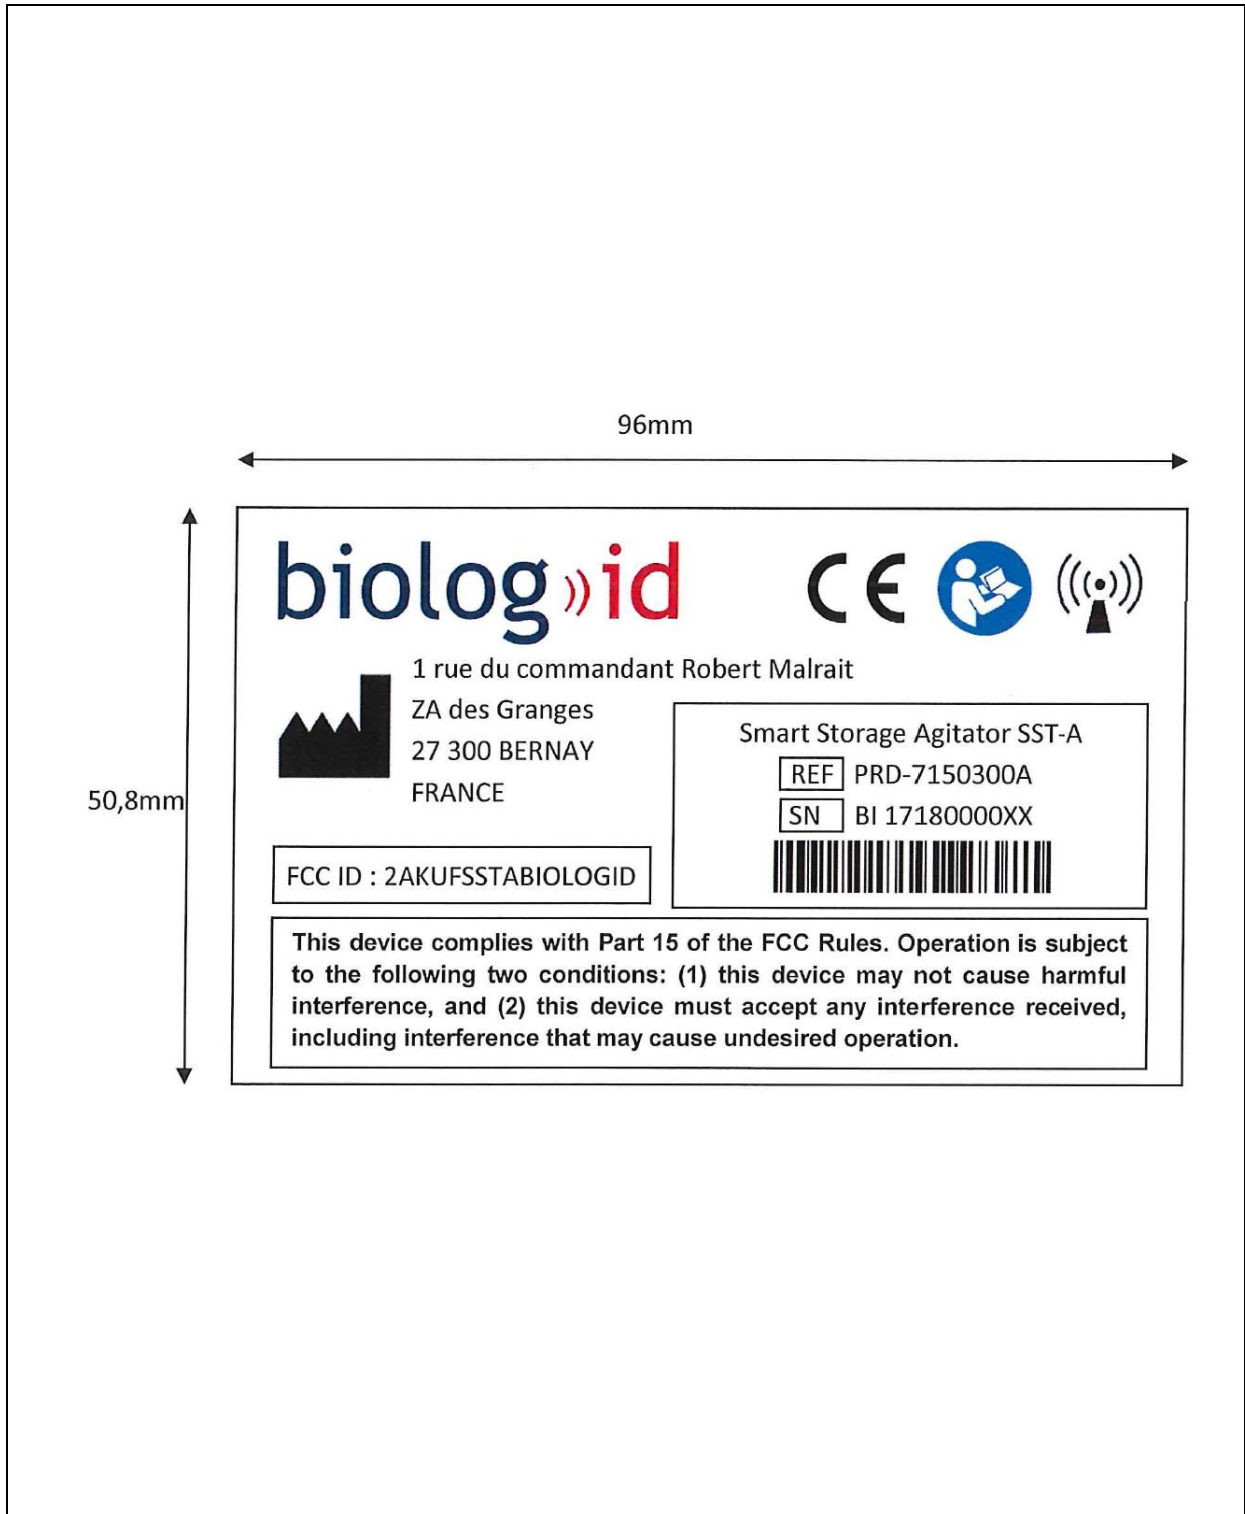 96mm
50,8mm
biolog id
CE
1 rue du commandant Robert Malrait
ZA des Granges
27 300 BERNAY
FRANCE
Smart Storage Agitator SST-A
REF PRD-7150300A
SN BI 17180000XX
FCC ID : 2AKUFSSTABIOLOGID
This device complies with Part 15 of the FCC Rules. Operation is subject
to the following two conditions: (1) this device may not cause harmful
interference, and (2) this device must accept any interference received,
including interference that may cause undesired operation.